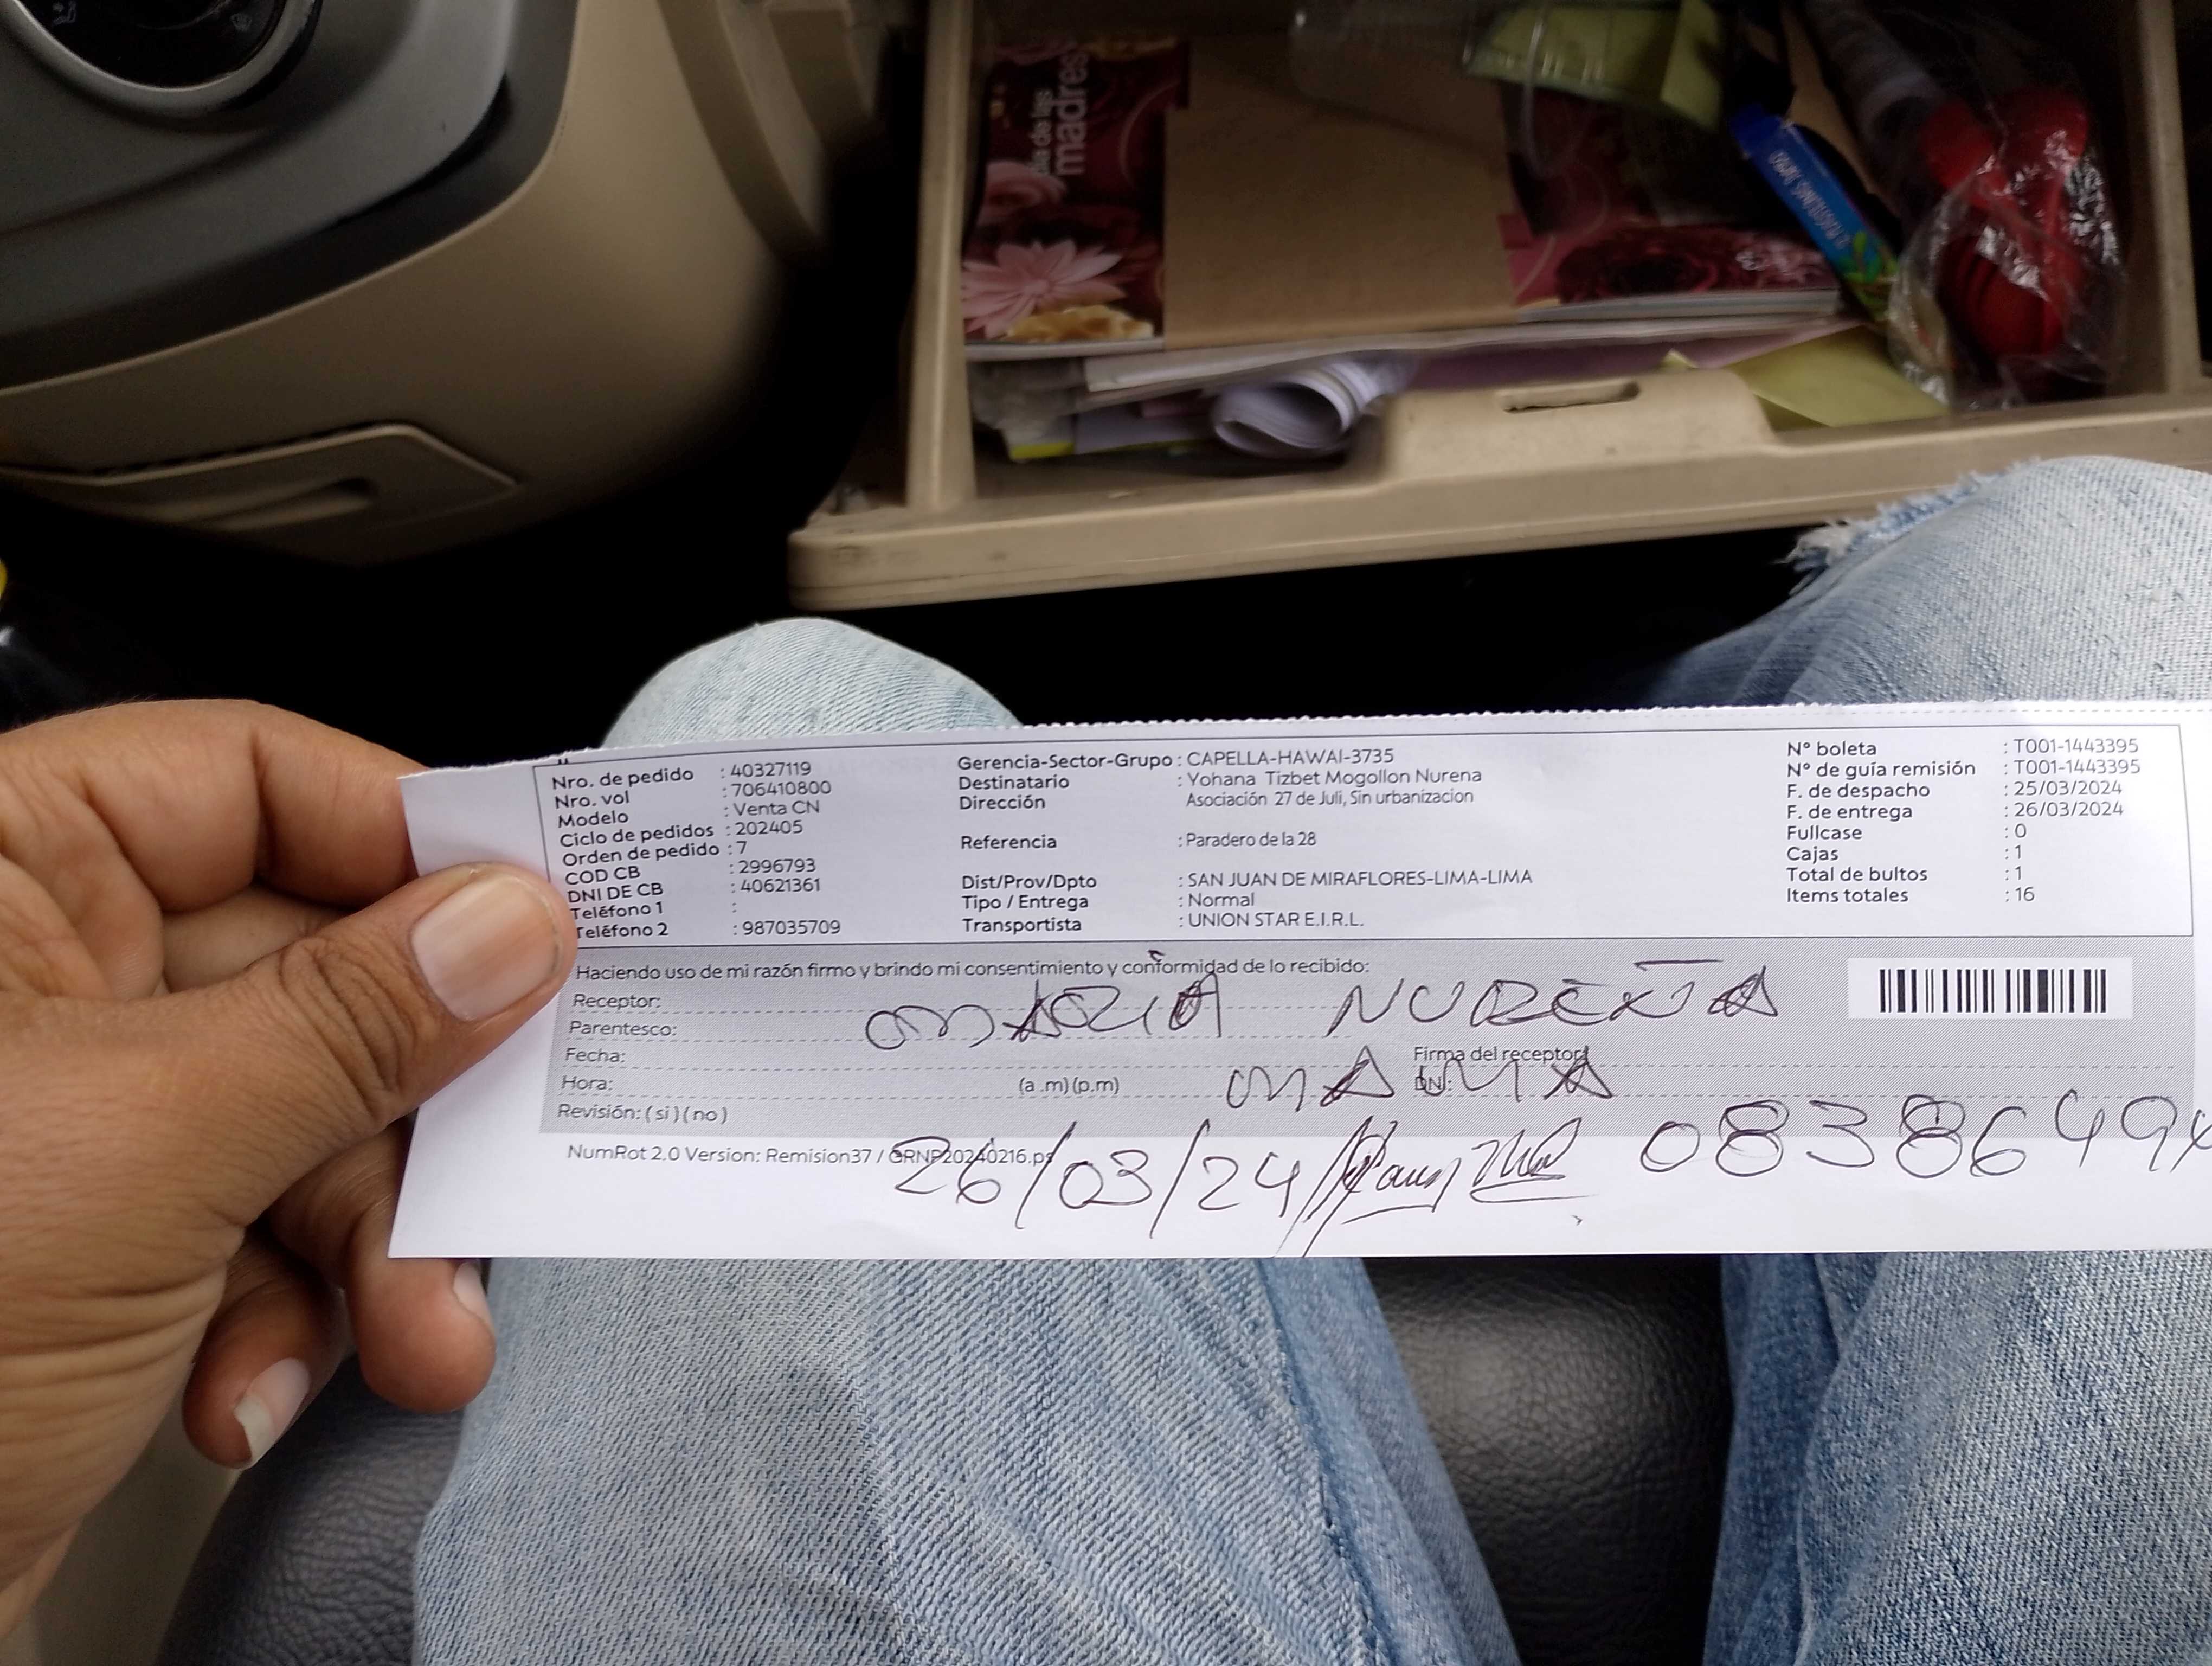 día de las
madres
Nro. de pedido : 40327119
Nro. vol : 706410800
Modelo : Venta CN
Ciclo de pedidos : 202405
Orden de pedido : 7
COD CB : 2996793
DNI DE CB : 40621361
Teléfono 1 :
Teléfono 2 : 987035709
Gerencia-Sector-Grupo : CAPELLA-HAWAI-3735
Destinatario : Yohana Tizbet Mogollon Nurena
Dirección Asociación 27 de Juli, Sin urbanizacion
Referencia : Paradero de la 28
Dist/Prov/Dpto : SAN JUAN DE MIRAFLORES-LIMA-LIMA
Tipo / Entrega : Normal
Transportista : UNION STAR E.I.R.L.
N° boleta : T001-1443395
N° de guía remisión : T001-1443395
F. de despacho : 25/03/2024
F. de entrega : 26/03/2024
Fullcase : 0
Cajas : 1
Total de bultos : 1
Items totales : 16
Haciendo uso de mi razón firmo y brindo mi consentimiento y conformidad de lo recibido:
Receptor: MARIA NUREÑA
Parentesco:
Fecha: Firma del receptor:
Hora: (a .m) (p.m) MAMA DNI:
Revisión: ( si ) ( no )
NumRot 2.0 Version: Remision37 / GRNP20240216.ps
26/03/24 0838649